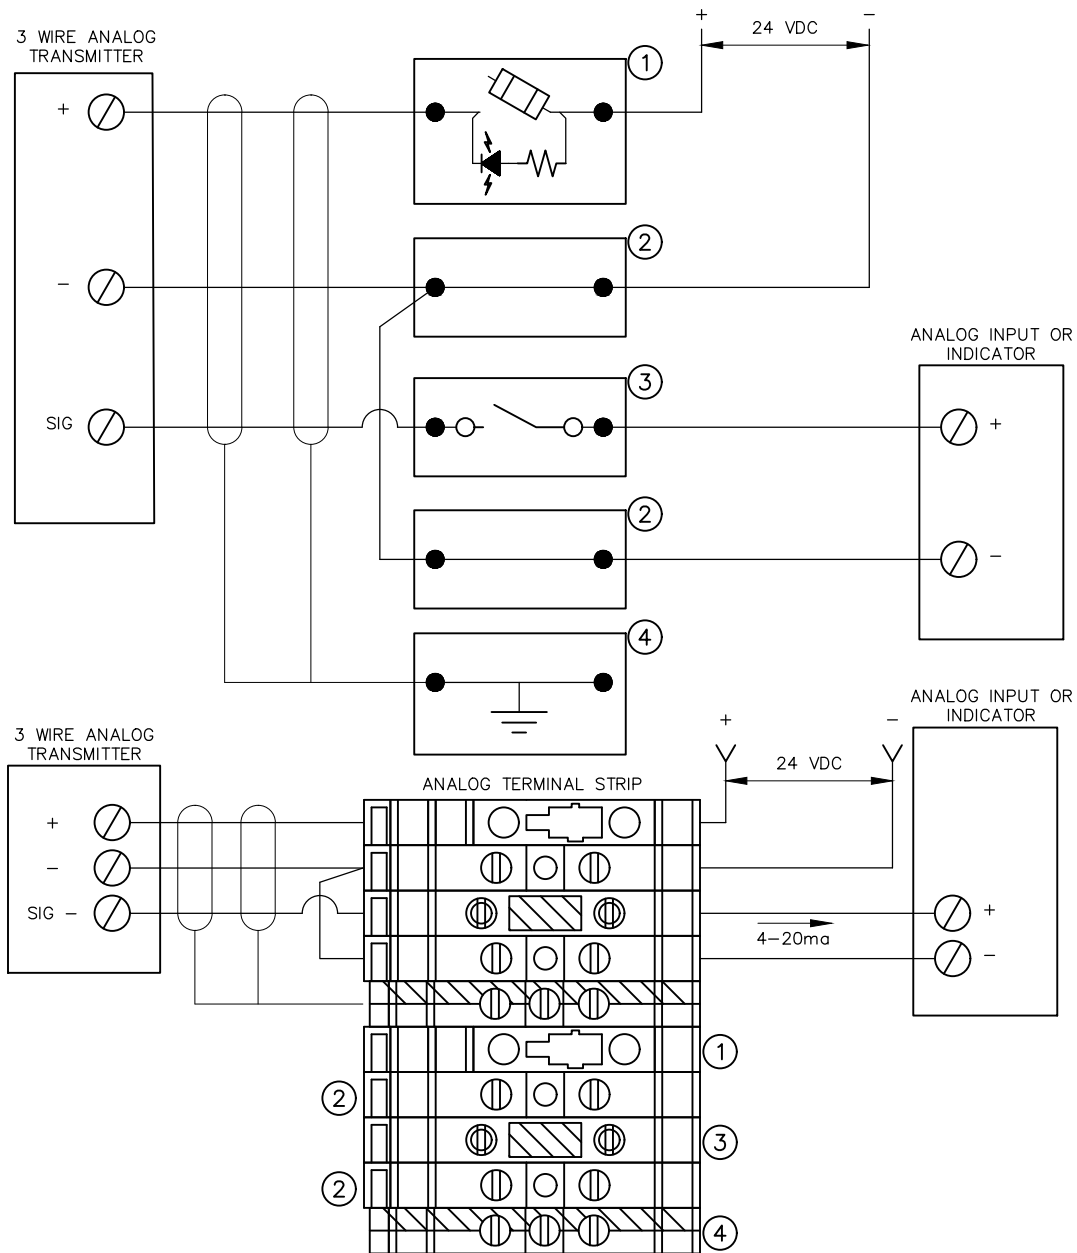 + 24 VDC -
3 WIRE ANALOG
TRANSMITTER
1
+
2
-
ANALOG INPUT OR
INDICATOR
3
SIG
+
2
-
4
ANALOG INPUT OR
INDICATOR
3 WIRE ANALOG
TRANSMITTER
+ -
24 VDC
ANALOG TERMINAL STRIP
+
-
SIG -
+
4-20ma
-
1
2
3
2
4